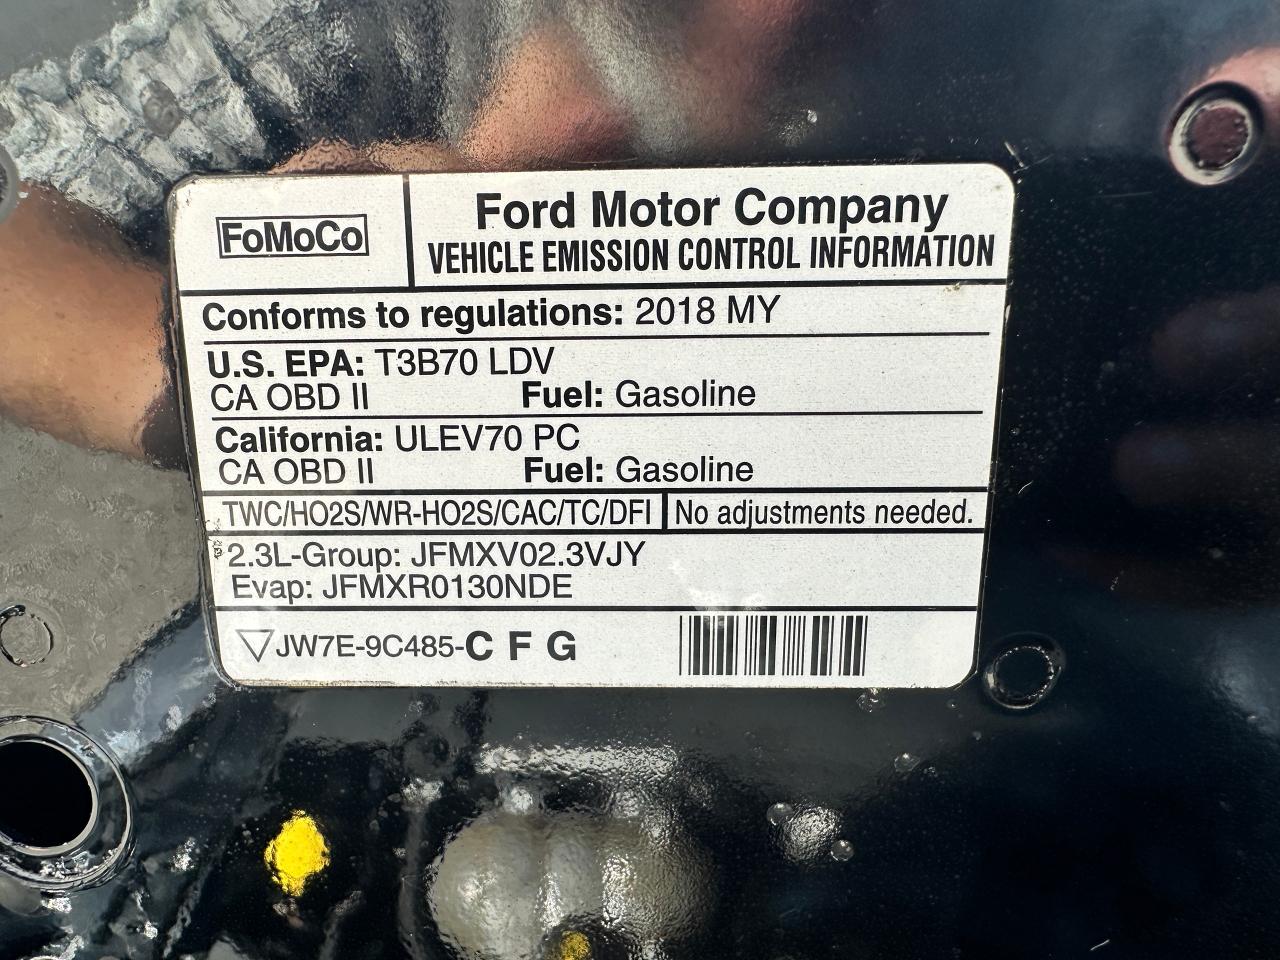 FoMoCo
Ford Motor Company
VEHICLE EMISSION CONTROL INFORMATION
Conforms to regulations: 2018 MY
U.S. EPA: T3B70 LDV
CA OBD II Fuel: Gasoline
California: ULEV70 PC
CA OBD II Fuel: Gasoline
TWC/HO2S/WR-HO2S/CAC/TC/DFI No adjustments needed.
2.3L-Group: JFMXV02.3VJY
Evap: JFMXR0130NDE
JW7E-9C485-C F G